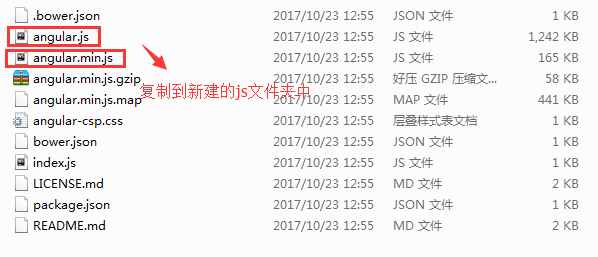 .bower.json 2017/10/23 12:55 JSON 文件 1 KB
angular.js 2017/10/23 12:55 JS 文件 1,242 KB
angular.min.js 2017/10/23 12:55 JS 文件 165 KB
angular.min.js.gzip 2017/10/23 12:55 好压 GZIP 压缩文... 58 KB
angular.min.js.map 2017/10/23 12:55 MAP 文件 441 KB
复制到新建的js文件夹中
angular-csp.css 2017/10/23 12:55 层叠样式表文档 1 KB
bower.json 2017/10/23 12:55 JSON 文件 1 KB
index.js 2017/10/23 12:55 JS 文件 1 KB
LICENSE.md 2017/10/23 12:55 MD 文件 2 KB
package.json 2017/10/23 12:55 JSON 文件 1 KB
README.md 2017/10/23 12:55 MD 文件 2 KB